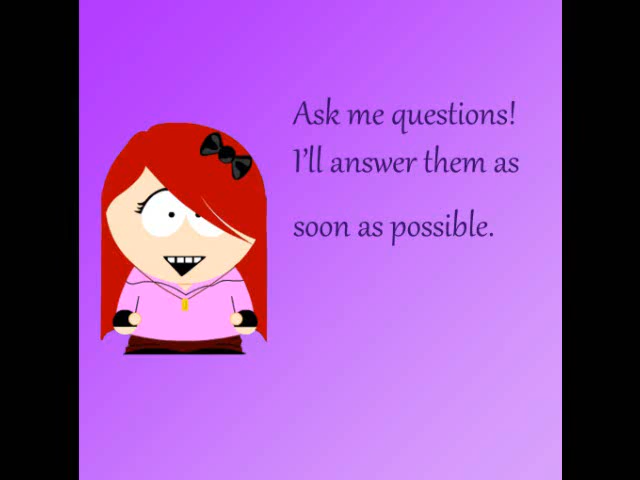 Ask me questions!
I'll answer them as
soon as possible.